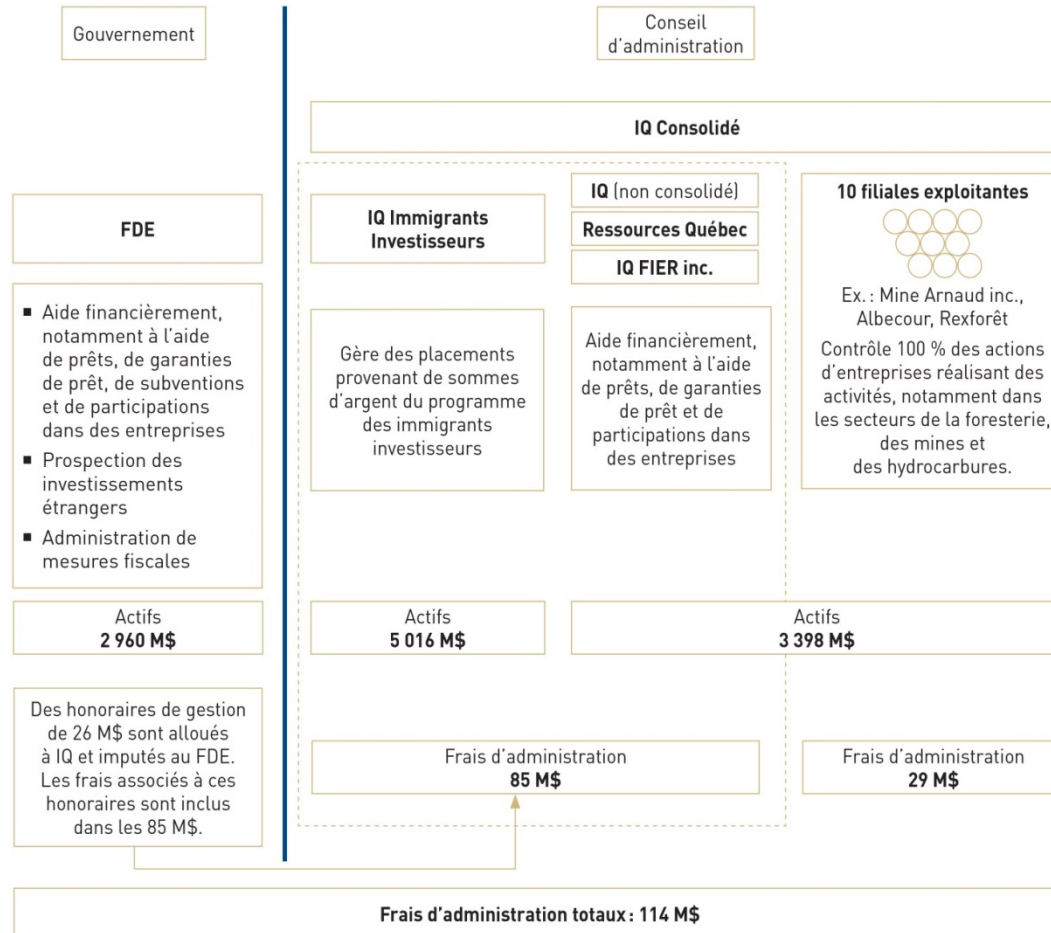 Gouvernement
Conseil
d'administration
IQ Consolidé
FDE
IQ Immigrants
Investisseurs
IQ (non consolidé)
Ressources Québec
IQ FIER inc.
10 filiales exploitantes
Ex. : Mine Arnaud inc.,
Albecour, Rexforêt
Contrôle 100 % des actions
d'entreprises réalisant des
activités, notamment dans
les secteurs de la foresterie,
des mines et
des hydrocarbures.
■ Aide financièrement,
notamment à l'aide
de prêts, de garanties
de prêt, de subventions
et de participations
dans des entreprises
■ Prospection des
investissements
étrangers
■ Administration de
mesures fiscales
Gère des placements
provenant de sommes
d'argent du programme
des immigrants
investisseurs
Aide financièrement,
notamment à l'aide
de prêts, de garanties
de prêt et de
participations dans
des entreprises
Actifs
2 960 M$
Actifs
5 016 M$
Actifs
3 398 M$
Des honoraires de gestion
de 26 M$ sont alloués
à IQ et imputés au FDE.
Les frais associés à ces
honoraires sont inclus
dans les 85 M$.
Frais d'administration
85 M$
Frais d'administration
29 M$
Frais d'administration totaux : 114 M$